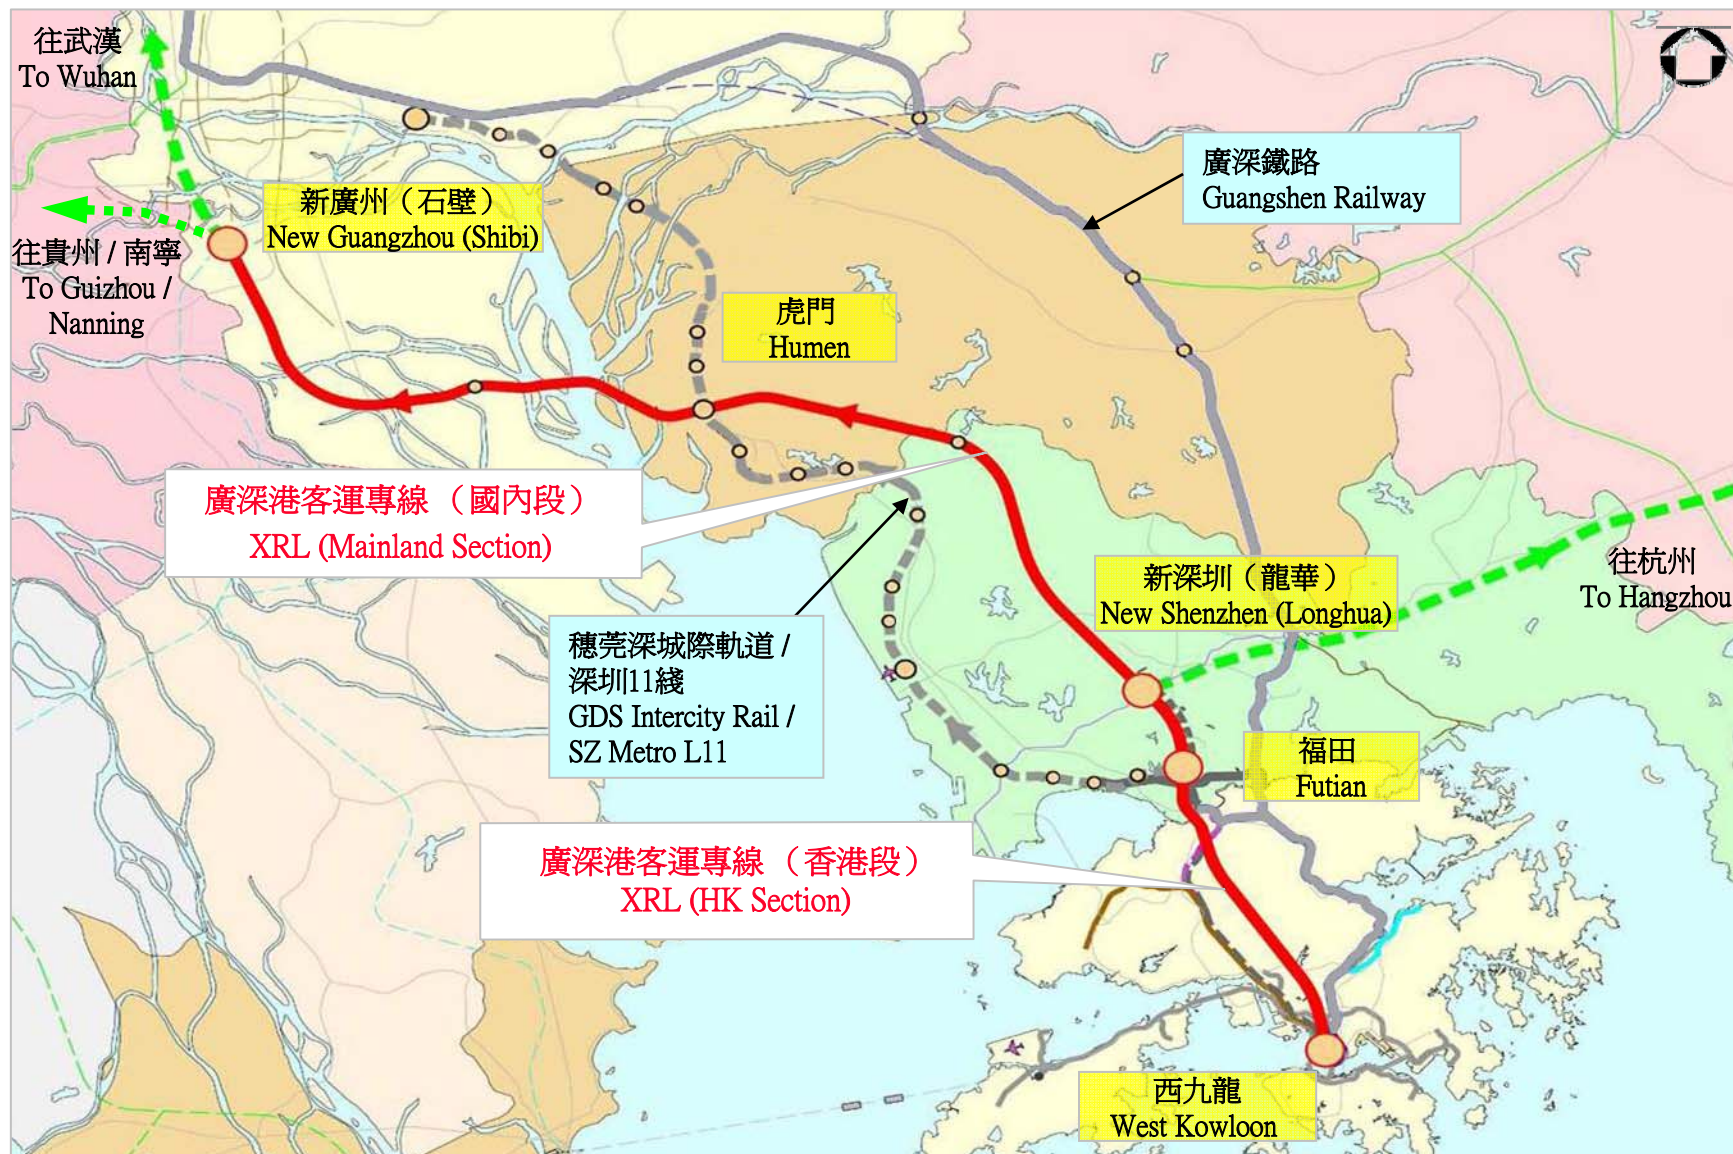 往武漢
To Wuhan
新廣州（石壁）
New Guangzhou (Shibi)
往貴州 / 南寧
To Guizhou /
Nanning
廣深鐵路
Guangshen Railway
虎門
Humen
廣深港客運專線 （國內段）
XRL (Mainland Section)
新深圳（龍華）
New Shenzhen (Longhua)
往杭州
To Hangzhou
穗莞深城際軌道 /
深圳11綫
GDS Intercity Rail /
SZ Metro L11
福田
Futian
廣深港客運專線 （香港段）
XRL (HK Section)
西九龍
West Kowloon